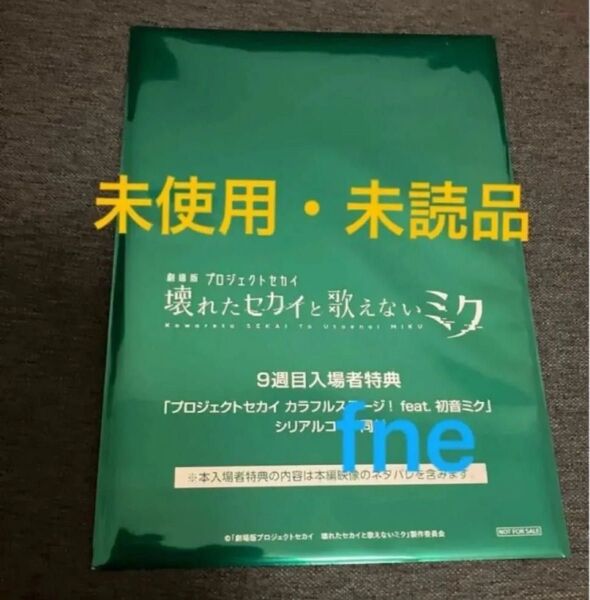 未使用・未読品
劇場版 プロジェクトセカイ
壊れたセカイと歌えないミク
Kowareta SEKAI To Utaenai MIKU
9週目入場者特典
「プロジェクトセカイ カラフルステージ! feat. 初音ミク」
シリアルコ
fne
※本入場者特典の内容は本編映像のネタバレを含みます。
©「劇場版プロジェクトセカイ 壊れたセカイと歌えないミク」製作委員会
NOT FOR SALE